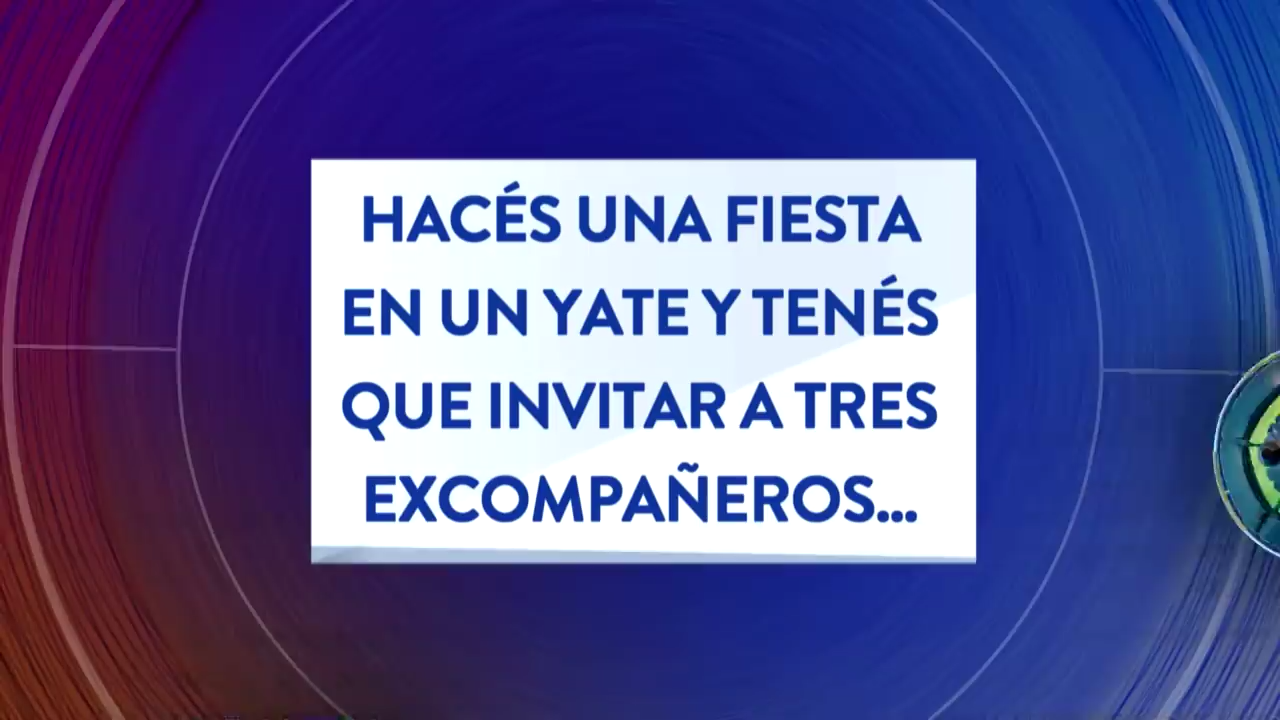 HACÉS UNA FIESTA
EN UN YATE Y TENÉS
QUE INVITAR A TRES
EXCOMPAÑEROS...